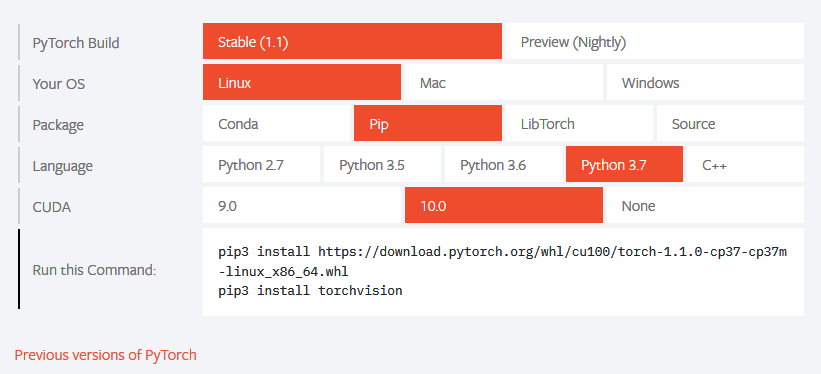 PyTorch Build Stable (1.1) Preview (Nightly)
Your OS Linux Mac Windows
Package Conda Pip LibTorch Source
Language Python 2.7 Python 3.5 Python 3.6 Python 3.7 C++
CUDA 9.0 10.0 None
Run this Command:
pip3 install https://download.pytorch.org/whl/cu100/torch-1.1.0-cp37-cp37m
-linux_x86_64.whl
pip3 install torchvision
Previous versions of PyTorch